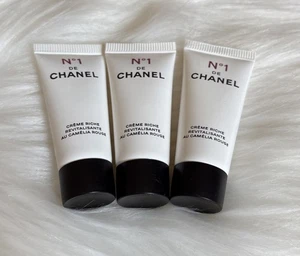 N°1
DE
CHANEL
CRÈME RICHE
REVITALISANTE
AU CAMÉLIA ROUGE
N°1
DE
CHANEL
CRÈME RICHE
REVITALISANTE
AU CAMÉLIA ROUGE
N°1
DE
CHANEL
CRÈME RICHE
REVITALISANTE
AU CAMÉLIA ROUGE